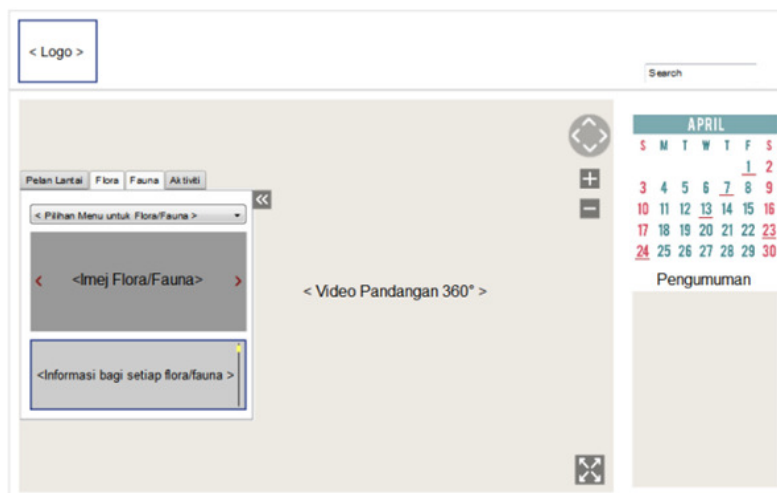 < Logo >
Search
APRIL
S M T W T F S
1 2
3 4 5 6 7 8 9
10 11 12 13 14 15 16
17 18 19 20 21 22 23
24 25 26 27 28 29 30
Pelan Lantai Flora Fauna Aktiviti
< Pilihan Menu untuk Flora/Fauna >
<Imej Flora/Fauna>
<Informasi bagi setiap flora/fauna >
< Video Pandangan 360° >
Pengumuman